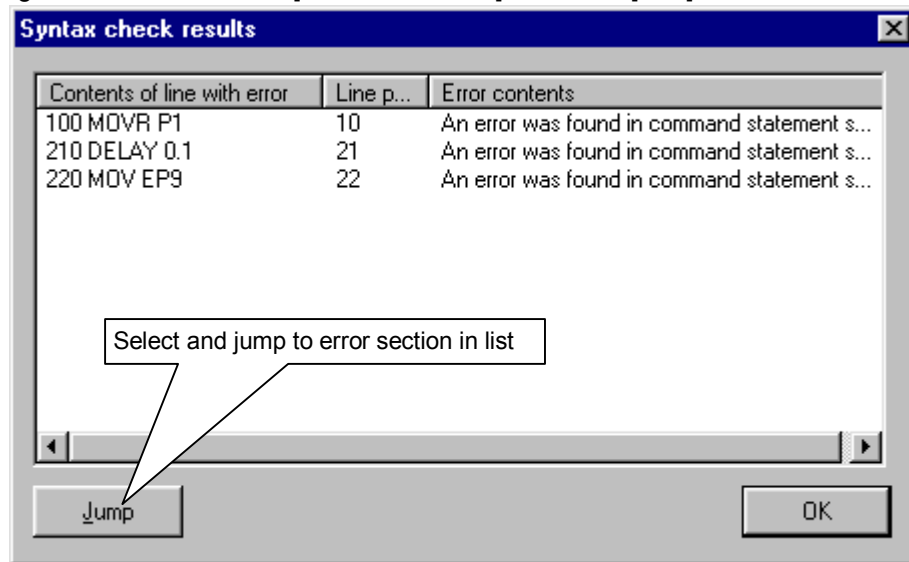 Syntax check results
Contents of line with error Line p... Error contents
100 MOVR P1 10 An error was found in command statement s...
210 DELAY 0.1 21 An error was found in command statement s...
220 MOV EP9 22 An error was found in command statement s...
Select and jump to error section in list
Jump OK